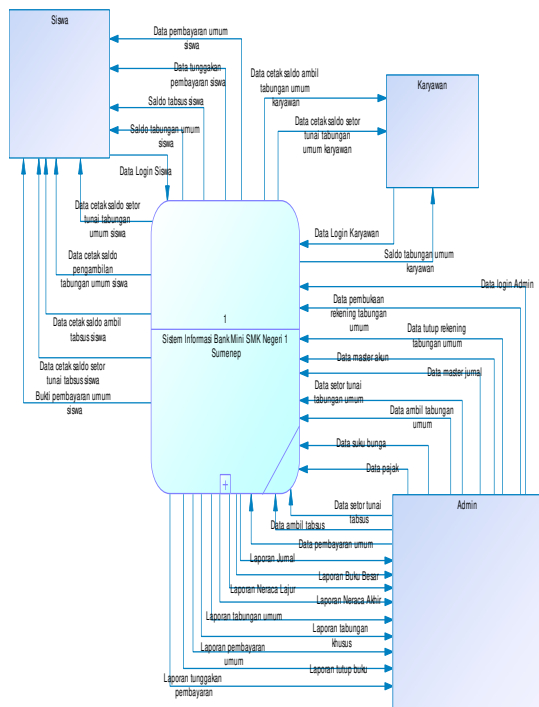 Siswa
Data pembayaran umum
siswa
Data tunggakan
pembayaran siswa
Saldo tabsus siswa
Saldo tabungan umum
siswa
Data Login Siswa
Data cetak saldo ambil
tabungan umum
karyawan
Karyawan
Data cetak saldo setor
tunai tabungan
umum karyawan
Data Login Karyawan
Saldo tabungan umum
karyawan
Data cetak saldo setor
tunai tabungan
umum siswa
Data cetak saldo
pengambilan
tabungan umum siswa
Data cetak saldo ambil
tabsus siswa
Data cetak saldo setor
tunai tabsus siswa
Bukti pembayaran umum
siswa
1
Sistem Informasi Bank Mini SMK Negeri 1
Sumenep
+
Data login Admin
Data pembukaan
rekening tabungan
umum
Data tutup rekening
tabungan umum
Data master akun
Data master jurnal
Data setor tunai
tabungan umum
Data ambil tabungan
umum
Data suku bunga
Data pajak
Data setor tunai
tabsus
Data ambil tabsus
Data pembayaran umum
Admin
Laporan Jurnal
Laporan Buku Besar
Laporan Neraca Lajur
Laporan Neraca Akhir
Laporan tabungan umum
Laporan tabungan
khusus
Laporan pembayaran
umum
Laporan tutup buku
Laporan tunggakan
pembayaran